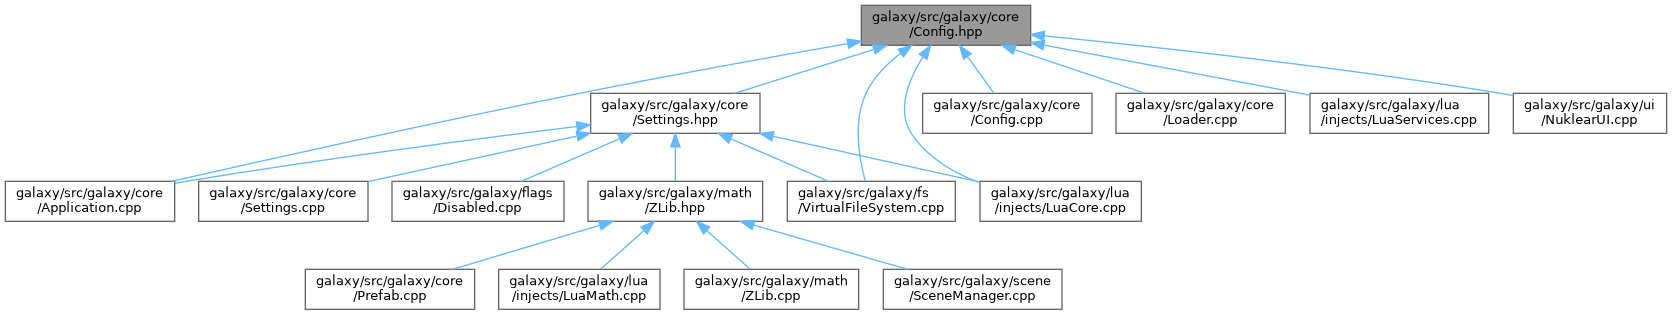 galaxy/src/galaxy/core
/Config.hpp
galaxy/src/galaxy/core
/Settings.hpp
galaxy/src/galaxy/core
/Config.cpp
galaxy/src/galaxy/core
/Loader.cpp
galaxy/src/galaxy/lua
/injects/LuaServices.cpp
galaxy/src/galaxy/ui
/NuklearUI.cpp
galaxy/src/galaxy/core
/Application.cpp
galaxy/src/galaxy/core
/Settings.cpp
galaxy/src/galaxy/flags
/Disabled.cpp
galaxy/src/galaxy/math
/ZLib.hpp
galaxy/src/galaxy/fs
/VirtualFileSystem.cpp
galaxy/src/galaxy/lua
/injects/LuaCore.cpp
galaxy/src/galaxy/core
/Prefab.cpp
galaxy/src/galaxy/lua
/injects/LuaMath.cpp
galaxy/src/galaxy/math
/ZLib.cpp
galaxy/src/galaxy/scene
/SceneManager.cpp